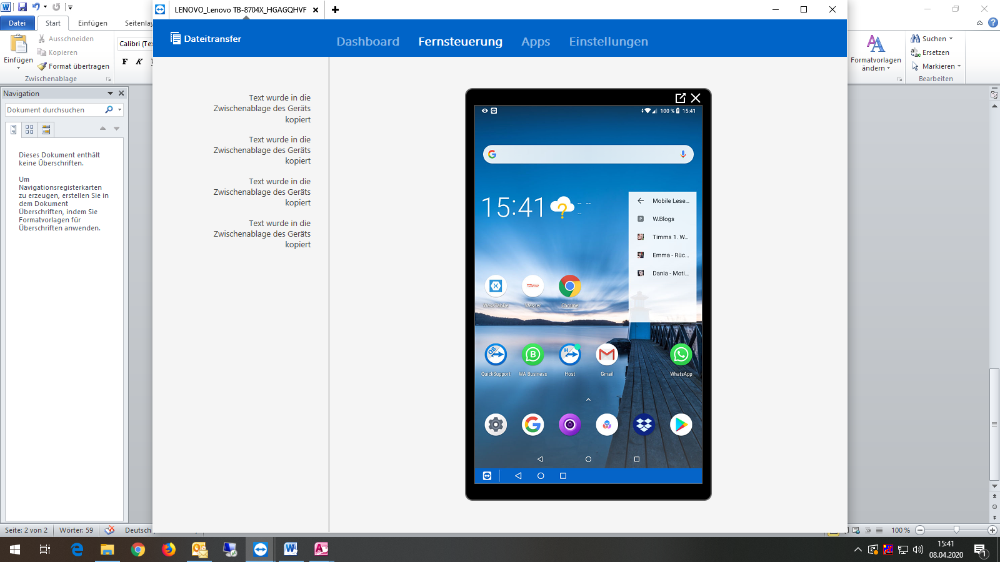 LENOVO_Lenovo TB-8704X_HGAGQHVF
Datei
Start
Einfügen
Seitenlay
Einfügen
Ausschneiden
Kopieren
Format übertragen
Zwischenablage
Calibri (Te
F K
Dateitransfer
Dashboard
Fernsteuerung
Apps
Einstellungen
Formatvorlagen
ändern
Suchen
Ersetzen
Markieren
Bearbeiten
Navigation
Dokument durchsuchen
Dieses Dokument enthält
keine Überschriften.
Um
Navigationsregisterkarten
zu erzeugen, erstellen Sie in
dem Dokument
Überschriften, indem Sie
Formatvorlagen für
Überschriften anwenden.
Text wurde in die
Zwischenablage des Geräts
kopiert
Text wurde in die
Zwischenablage des Geräts
kopiert
Text wurde in die
Zwischenablage des Geräts
kopiert
Text wurde in die
Zwischenablage des Geräts
kopiert
100 % 15:41
15:41
Mobile Lese...
W.Blogs
Timms 1. W...
Emma - Rüc...
Dania - Moti...
WessTabDe
Wesser
Chrome
QuickSupport
WA Business
Host
Gmail
WhatsApp
Seite: 2 von 2
Wörter: 59
Deutsch
100 %
15:41
08.04.2020
1